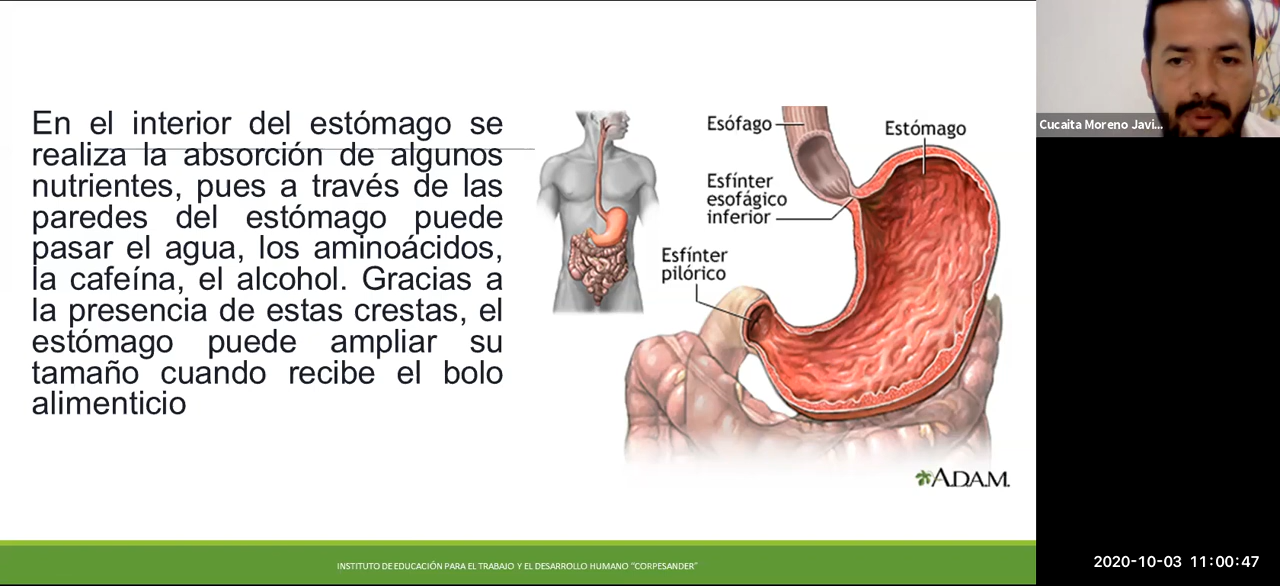 En el interior del estómago se
realiza la absorción de algunos
nutrientes, pues a través de las
paredes del estómago puede
pasar el agua, los aminoácidos,
la cafeína, el alcohol. Gracias a
la presencia de estas crestas, el
estómago puede ampliar su
tamaño cuando recibe el bolo
alimenticio
Esófago
Estómago
Esfínter
esofágico
inferior
Esfínter
pilórico
A.D.A.M.
INSTITUTO DE EDUCACIÓN PARA EL TRABAJO Y EL DESARROLLO HUMANO "CORPESANDER"
Cucaita Moreno Javi...
2020-10-03 11:00:47